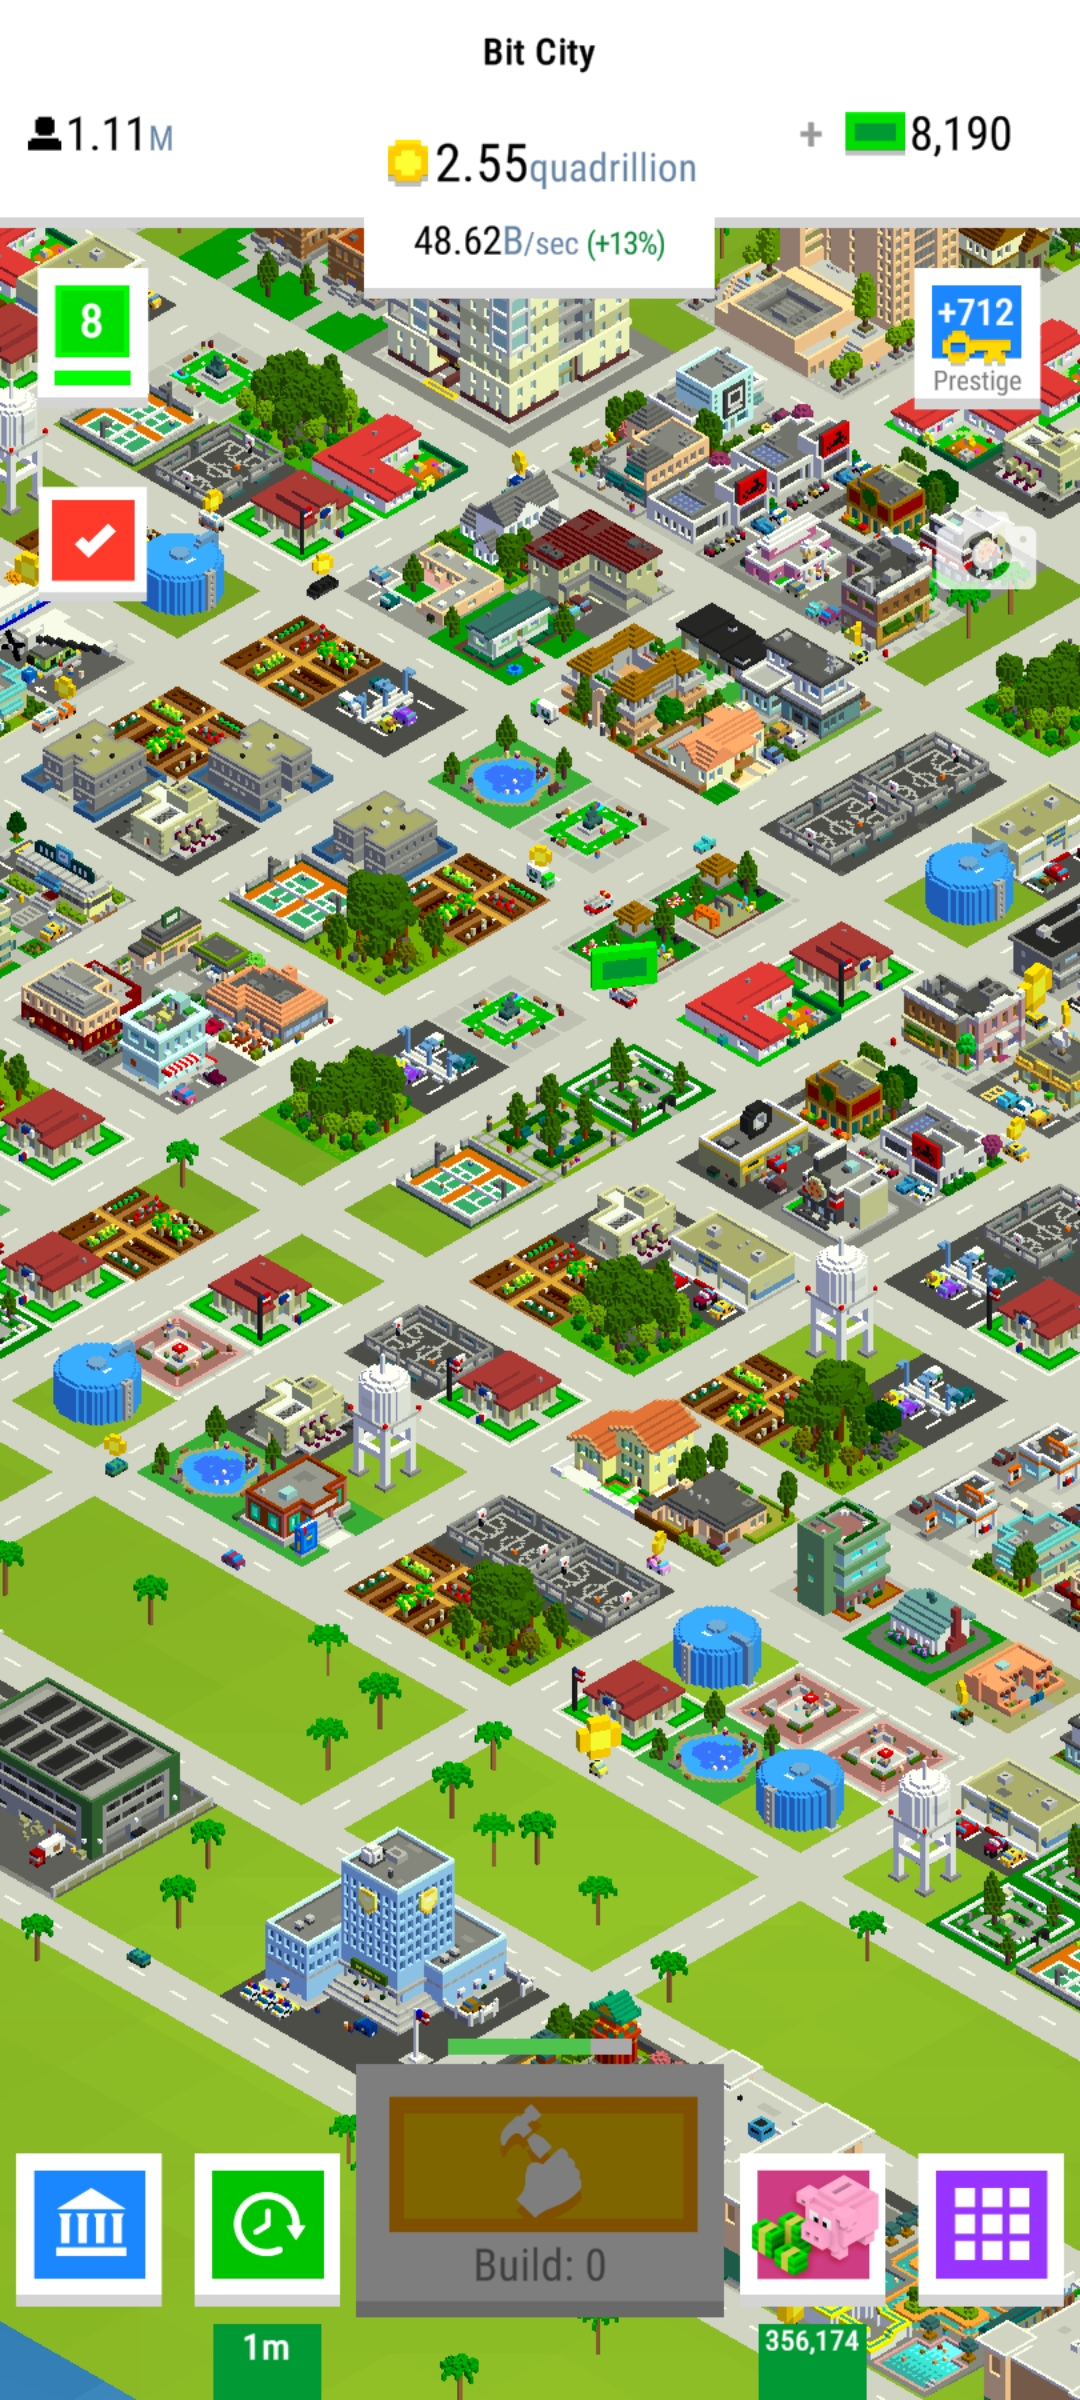 Bit City
1.11M
2.55quadrillion
+ 8,190
48.62B/sec (+13%)
8
+712
Prestige
Build: 0
1m
356,174